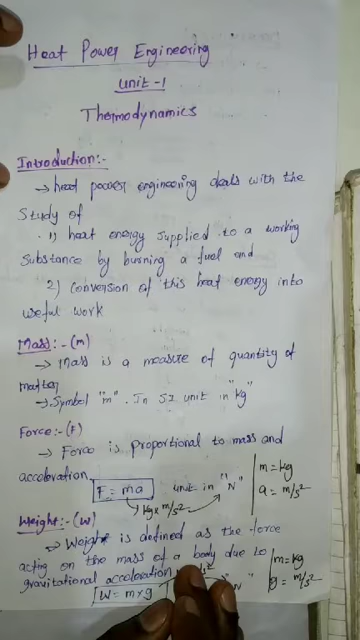 Heat Power Engineering
unit-1
Thermodynamics
Introduction:-
→ heat power engineering deals with the
study of
1) heat energy supplied to a working
substance by burning a fuel and
2) conversion of this heat energy into
useful work
Mass:-(m)
→ Mass is a measure of quantity of
matter
→ Symbol "m". In SI unit in "kg"
Force:-(F)
→ Force is proportional to mass and
acceleration
F = ma unit in "N" m = kg
kg x m/s² a = m/s²
Weight:-(W)
→ Weight is defined as the force
acting on the mass of a body due to m = kg
gravitational acceleration g = m/s²
W = mxg "N"